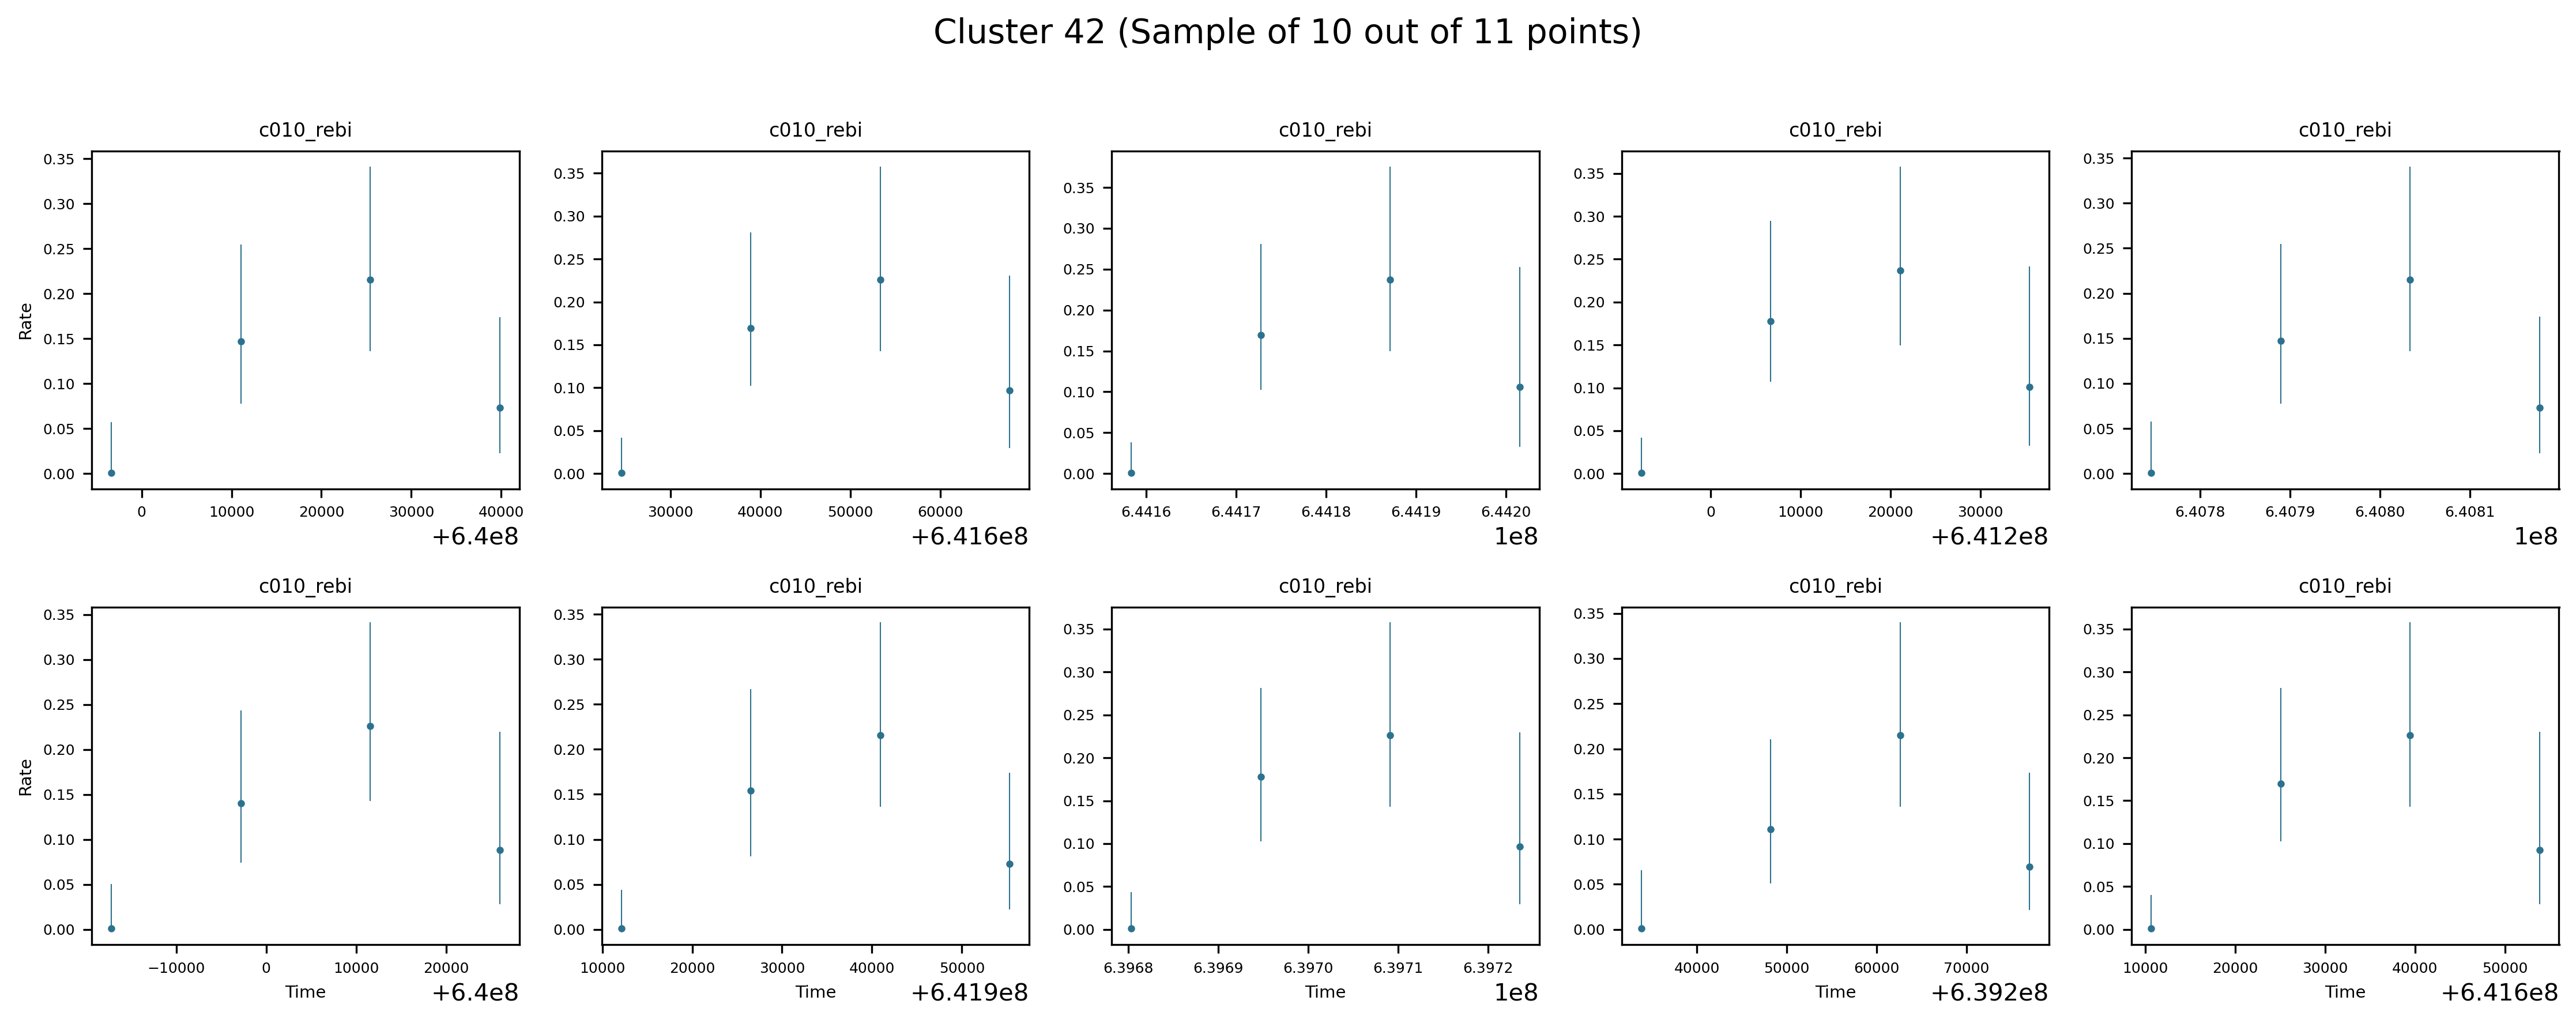 Cluster 42 (Sample of 10 out of 11 points)
c010_rebi c010_rebi c010_rebi c010_rebi c010_rebi
Rate
0.35 0.30 0.25 0.20 0.15 0.10 0.05 0.00
0 10000 20000 30000 40000
+6.4e8
0.35 0.30 0.25 0.20 0.15 0.10 0.05 0.00
30000 40000 50000 60000
+6.416e8
0.35 0.30 0.25 0.20 0.15 0.10 0.05 0.00
6.4416 6.4417 6.4418 6.4419 6.4420
1e8
0.35 0.30 0.25 0.20 0.15 0.10 0.05 0.00
0 10000 20000 30000
+6.412e8
0.35 0.30 0.25 0.20 0.15 0.10 0.05 0.00
6.4078 6.4079 6.4080 6.4081
1e8
c010_rebi c010_rebi c010_rebi c010_rebi c010_rebi
Rate
0.35 0.30 0.25 0.20 0.15 0.10 0.05 0.00
−10000 0 10000 20000
Time +6.4e8
0.35 0.30 0.25 0.20 0.15 0.10 0.05 0.00
10000 20000 30000 40000 50000
Time +6.419e8
0.35 0.30 0.25 0.20 0.15 0.10 0.05 0.00
6.3968 6.3969 6.3970 6.3971 6.3972
Time 1e8
0.35 0.30 0.25 0.20 0.15 0.10 0.05 0.00
40000 50000 60000 70000
Time +6.392e8
0.35 0.30 0.25 0.20 0.15 0.10 0.05 0.00
10000 20000 30000 40000 50000
Time +6.416e8